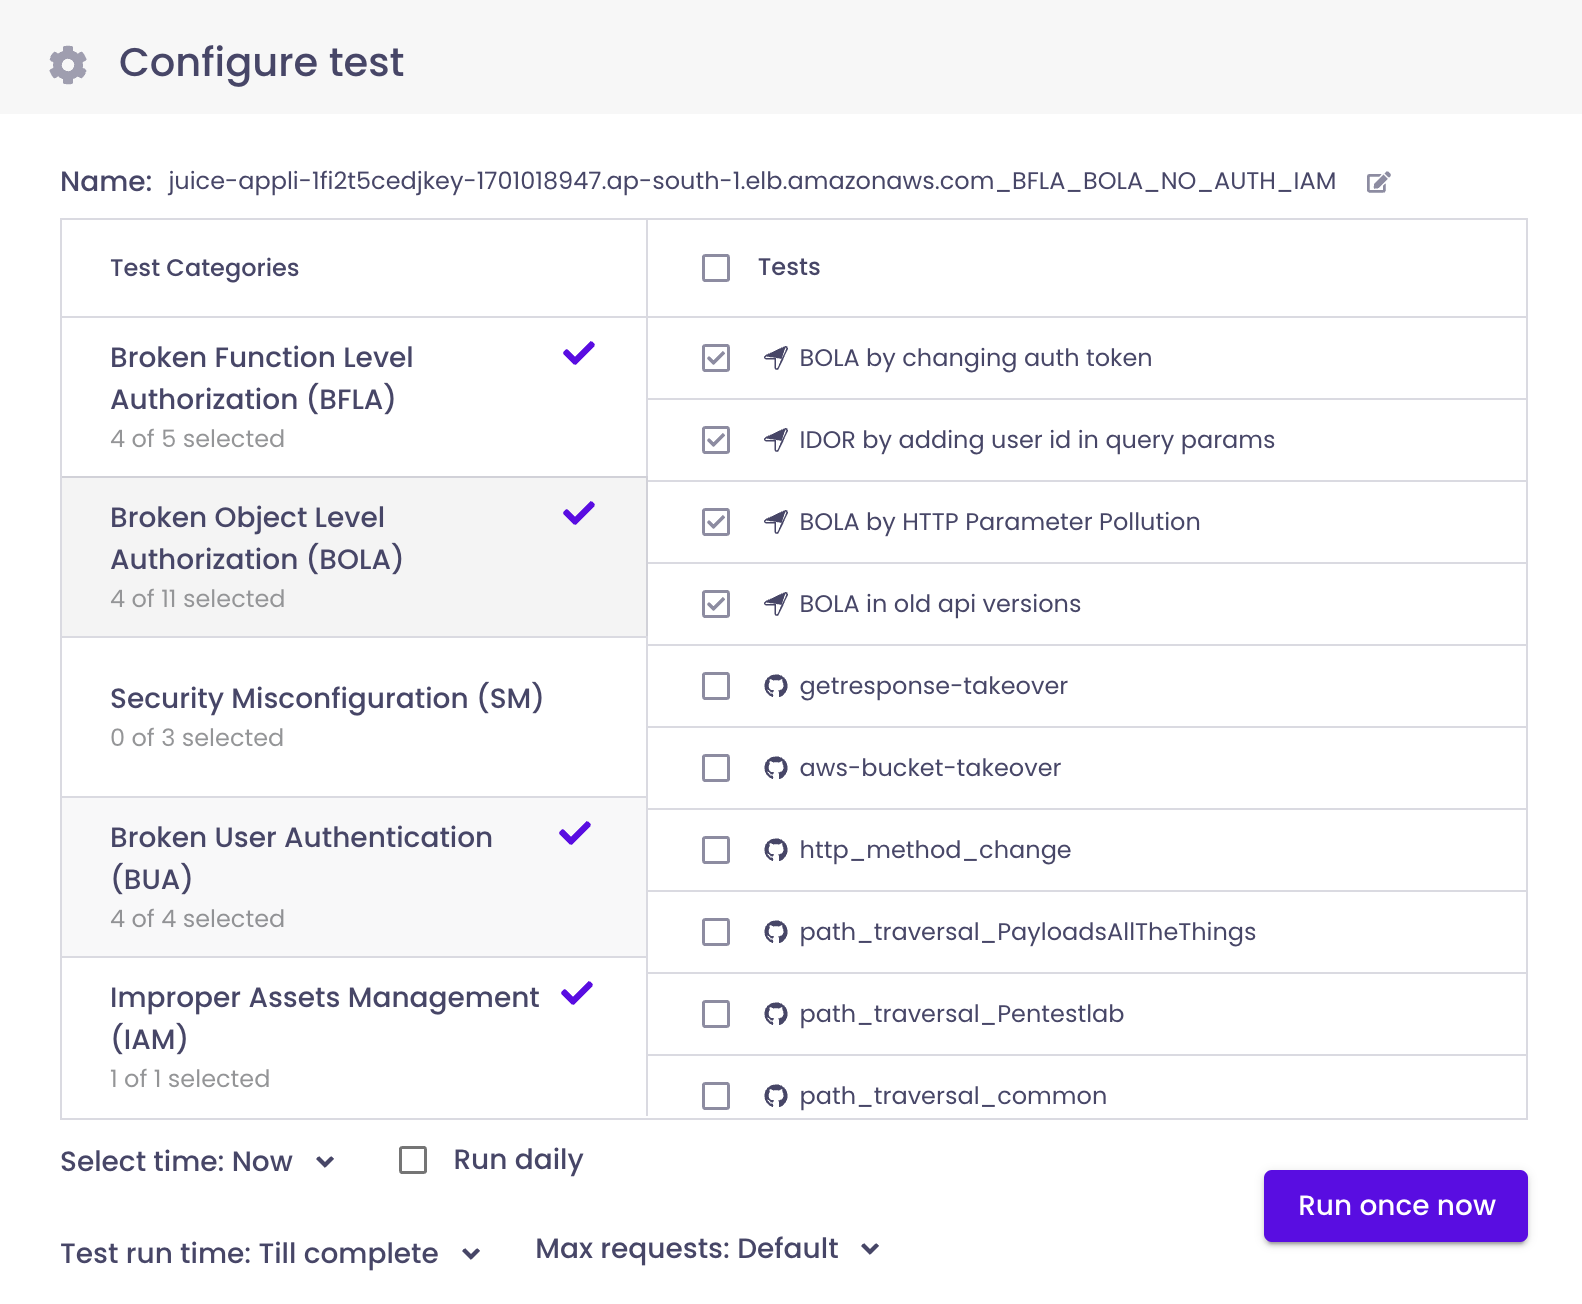 Configure test
Name: juice-appli-1fi2t5cedjkey-1701018947.ap-south-1.elb.amazonaws.com_BFLA_BOLA_NO_AUTH_IAM
Test Categories
Broken Function Level
Authorization (BFLA)
4 of 5 selected
Broken Object Level
Authorization (BOLA)
4 of 11 selected
Security Misconfiguration (SM)
0 of 3 selected
Broken User Authentication
(BUA)
4 of 4 selected
Improper Assets Management
(IAM)
1 of 1 selected
Tests
BOLA by changing auth token
IDOR by adding user id in query params
BOLA by HTTP Parameter Pollution
BOLA in old api versions
getresponse-takeover
aws-bucket-takeover
http_method_change
path_traversal_PayloadsAllTheThings
path_traversal_Pentestlab
path_traversal_common
Select time: Now
Run daily
Run once now
Test run time: Till complete
Max requests: Default